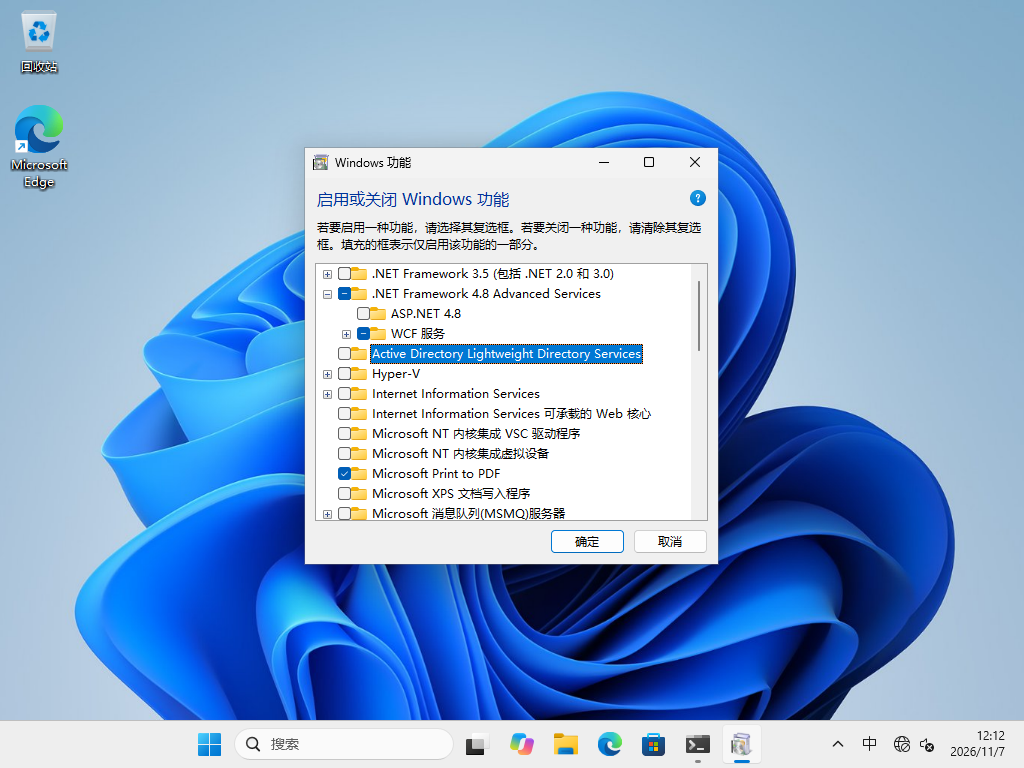 回收站
Microsoft
Edge
Windows 功能
启用或关闭 Windows 功能
若要启用一种功能，请选择其复选框。若要关闭一种功能，请清除其复选
框。填充的框表示仅启用该功能的一部分。
.NET Framework 3.5 (包括 .NET 2.0 和 3.0)
.NET Framework 4.8 Advanced Services
ASP.NET 4.8
WCF 服务
Active Directory Lightweight Directory Services
Hyper-V
Internet Information Services
Internet Information Services 可承载的 Web 核心
Microsoft NT 内核集成 VSC 驱动程序
Microsoft NT 内核集成虚拟设备
Microsoft Print to PDF
Microsoft XPS 文档写入程序
Microsoft 消息队列(MSMQ)服务器
确定
取消
搜索
中
12:12
2026/11/7